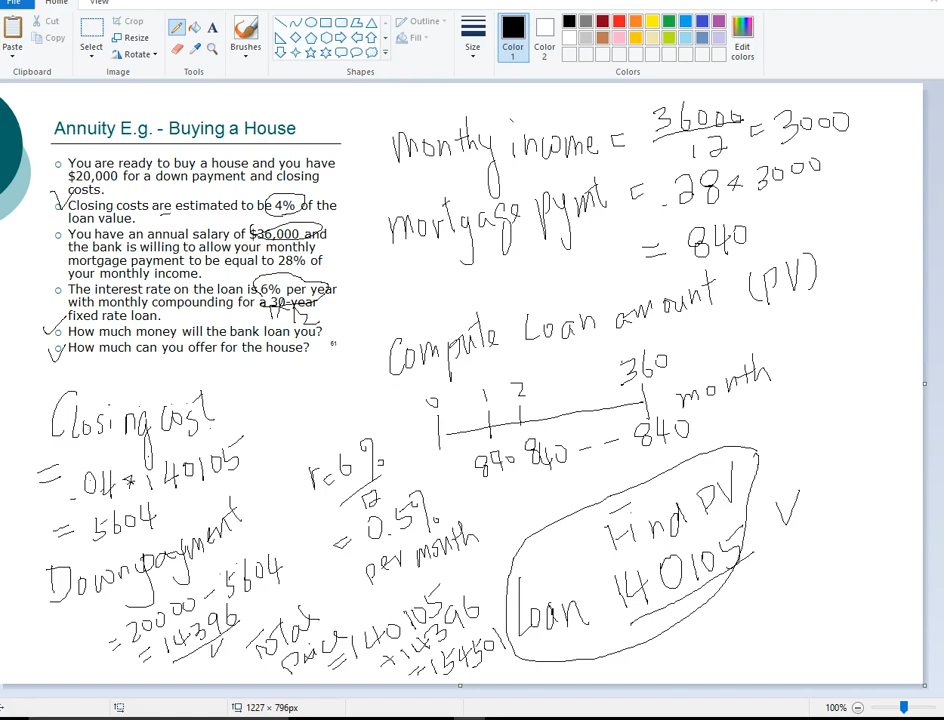 File
Home
View
Paste
Cut
Copy
Clipboard
Select
Crop
Resize
Rotate
Image
Tools
Brushes
Shapes
Outline
Fill
Size
Color
1
Color
2
Edit
colors
Colors
Annuity E.g. - Buying a House
You are ready to buy a house and you have
$20,000 for a down payment and closing
costs.
Closing costs are estimated to be 4% of the
loan value.
You have an annual salary of $36,000 and
the bank is willing to allow your monthly
mortgage payment to be equal to 28% of
your monthly income.
The interest rate on the loan is 6% per year
with monthly compounding for a 30-year
fixed rate loan.
How much money will the bank loan you?
How much can you offer for the house?
61
monthy income = 36000/12 = 3000
mortgage pymt = .28 * 3000
= 840
Compute Loan amount (PV)
0 1 2 360 month
840 840 -- 840
r=6%
12
= 0.5%
per month
Find PV
Loan 140105
Closing cost
= .04*140105
= 5604
Downpayment
= 20000 - 5604
= 14396
Total
Price = 140105
+14396
= 154501
1227 × 796px
100%